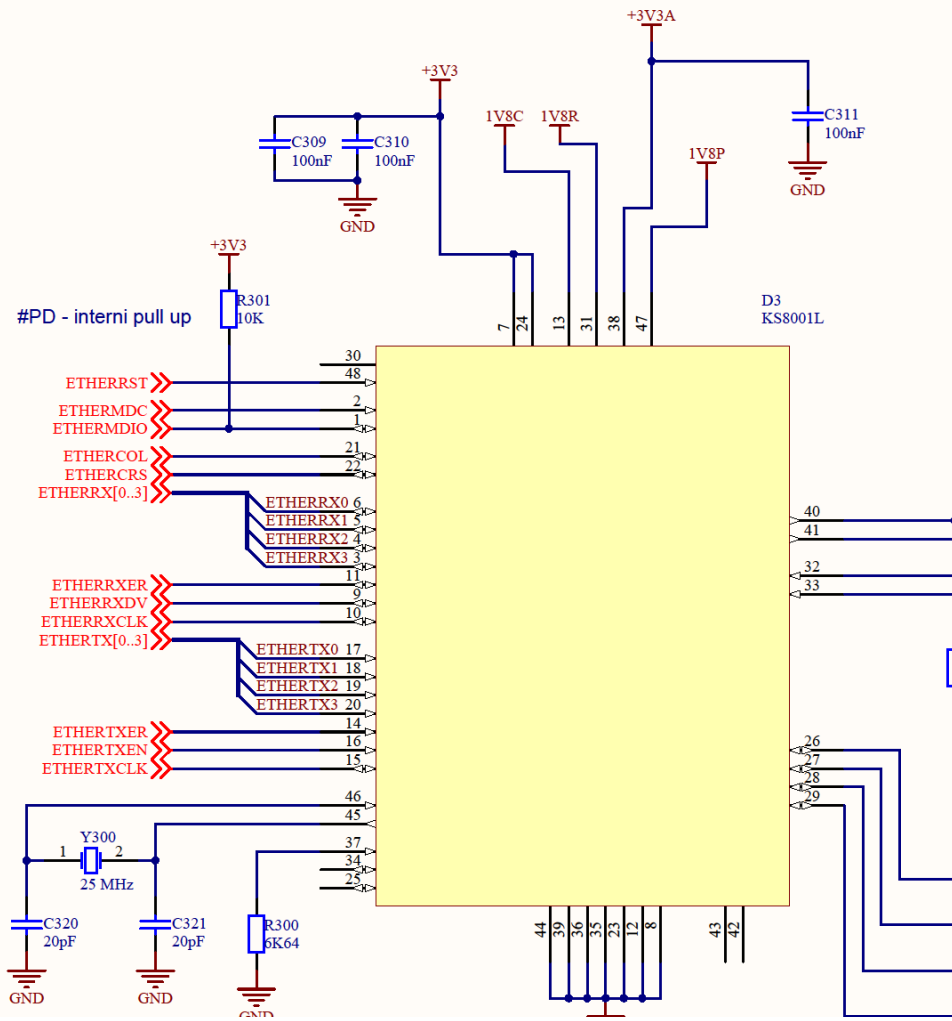 +3V3A
+3V3
C309
100nF
C310
100nF
GND
1V8C
1V8R
1V8P
C311
100nF
GND
+3V3
R301
10K
#PD - interni pull up
D3
KS8001L
7
24
13
31
38
47
30
ETHERRST
48
ETHERMDC
2
ETHERMDIO
1
ETHERCOL
21
ETHERCRS
22
ETHERRX[0..3]
ETHERRX0 6
ETHERRX1 5
ETHERRX2 4
ETHERRX3 3
ETHERRXER
11
ETHERRXDV
9
ETHERRXCLK
10
ETHERTX[0..3]
ETHERTX0 17
ETHERTX1 18
ETHERTX2 19
ETHERTX3 20
ETHERTXER
14
ETHERTXEN
16
ETHERTXCLK
15
46
45
37
34
25
40
41
32
33
26
27
28
29
Y300
1 2
25 MHz
C320
20pF
GND
C321
20pF
GND
R300
6K64
GND
44
39
36
35
23
12
8
43
42